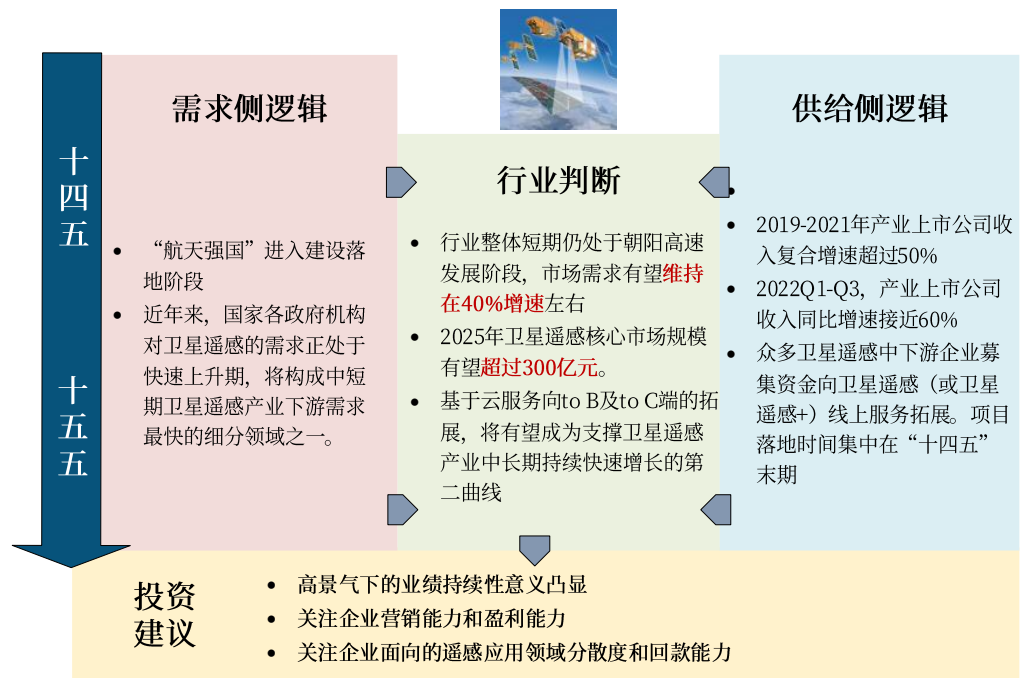 十四五
十五五
需求侧逻辑
• “航天强国”进入建设落
地阶段
• 近年来，国家各政府机构
对卫星遥感的需求正处于
快速上升期，将构成中短
期卫星遥感产业下游需求
最快的细分领域之一。
行业判断
• 行业整体短期仍处于朝阳高速
发展阶段，市场需求有望维持
在40%增速左右
• 2025年卫星遥感核心市场规模
有望超过300亿元。
• 基于云服务向to B及to C端的拓
展，将有望成为支撑卫星遥感
产业中长期持续快速增长的第
二曲线
供给侧逻辑
•
• 2019-2021年产业上市公司收
入复合增速超过50%
• 2022Q1-Q3，产业上市公司
收入同比增速接近60%
• 众多卫星遥感中下游企业募
集资金向卫星遥感（或卫星
遥感+）线上服务拓展。项目
落地时间集中在“十四五”
末期
投资
建议
• 高景气下的业绩持续性意义凸显
• 关注企业营销能力和盈利能力
• 关注企业面向的遥感应用领域分散度和回款能力